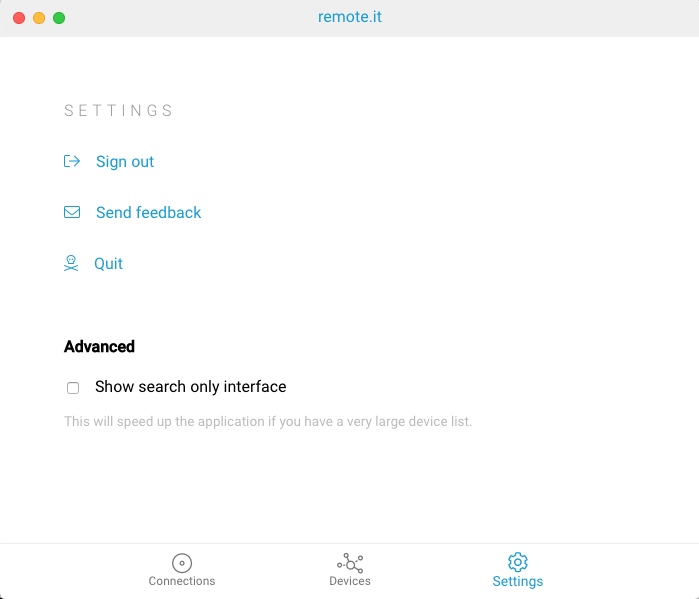 remote.it
SETTINGS
Sign out
Send feedback
Quit
Advanced
Show search only interface
This will speed up the application if you have a very large device list.
Connections
Devices
Settings